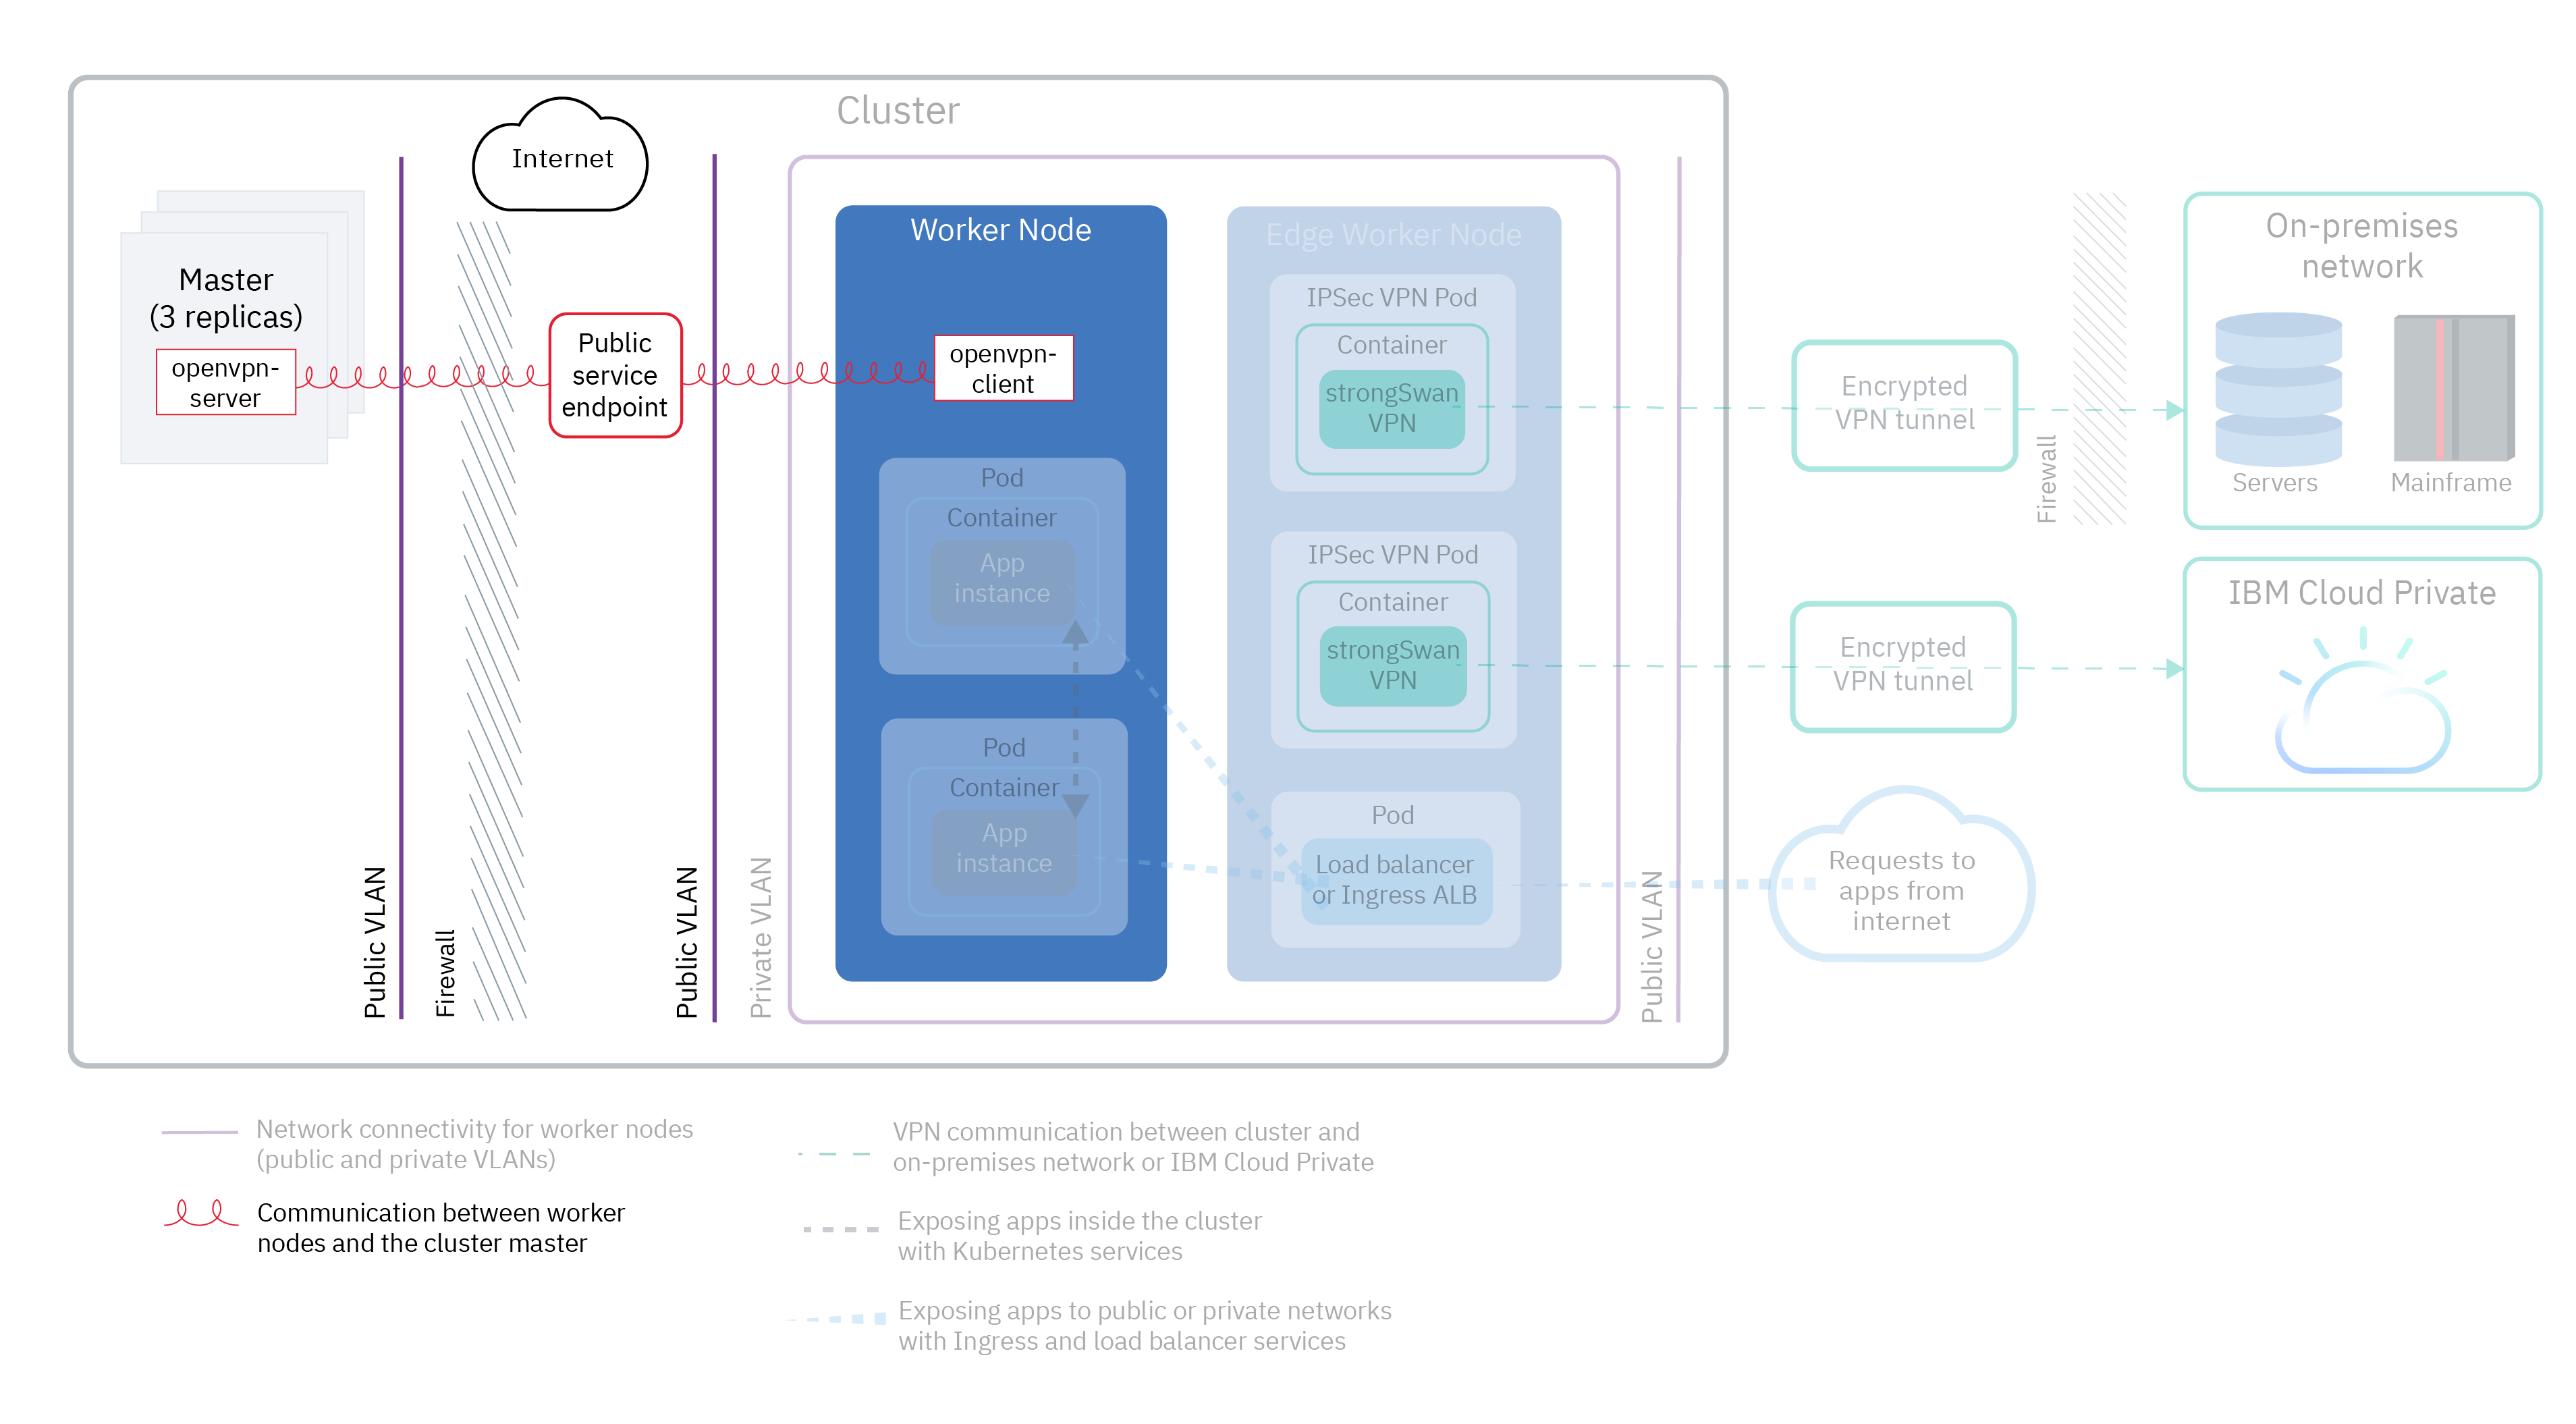 Cluster
Internet
Master
(3 replicas)
openvpn-
server
Public VLAN
Firewall
Public
service
endpoint
Public VLAN
Private VLAN
Worker Node
openvpn-
client
Pod
Container
App
instance
Pod
Container
App
instance
Edge Worker Node
IPSec VPN Pod
Container
strongSwan
VPN
IPSec VPN Pod
Container
strongSwan
VPN
Pod
Load balancer
or Ingress ALB
Public VLAN
Encrypted
VPN tunnel
Firewall
On-premises
network
Servers
Mainframe
Encrypted
VPN tunnel
IBM Cloud Private
Requests to
apps from
internet
Network connectivity for worker nodes
(public and private VLANs)
Communication between worker
nodes and the cluster master
VPN communication between cluster and
on-premises network or IBM Cloud Private
Exposing apps inside the cluster
with Kubernetes services
Exposing apps to public or private networks
with Ingress and load balancer services